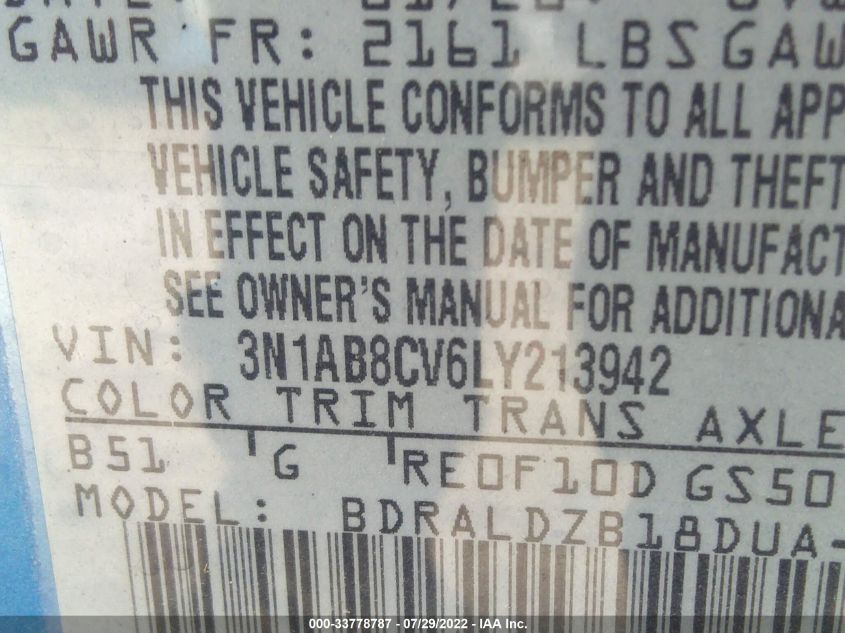 GAWR FR: 2161 LBS GAW
THIS VEHICLE CONFORMS TO ALL APP
VEHICLE SAFETY, BUMPER AND THEFT
IN EFFECT ON THE DATE OF MANUFACT
SEE OWNER'S MANUAL FOR ADDITIONA
VIN: 3N1AB8CV6LY213942
COLOR TRIM TRANS AXLE
B51 G RE0F10D GS50
MODEL: BDRALDZB18DUA-
000-33778787 - 07/29/2022 - IAA, Inc.